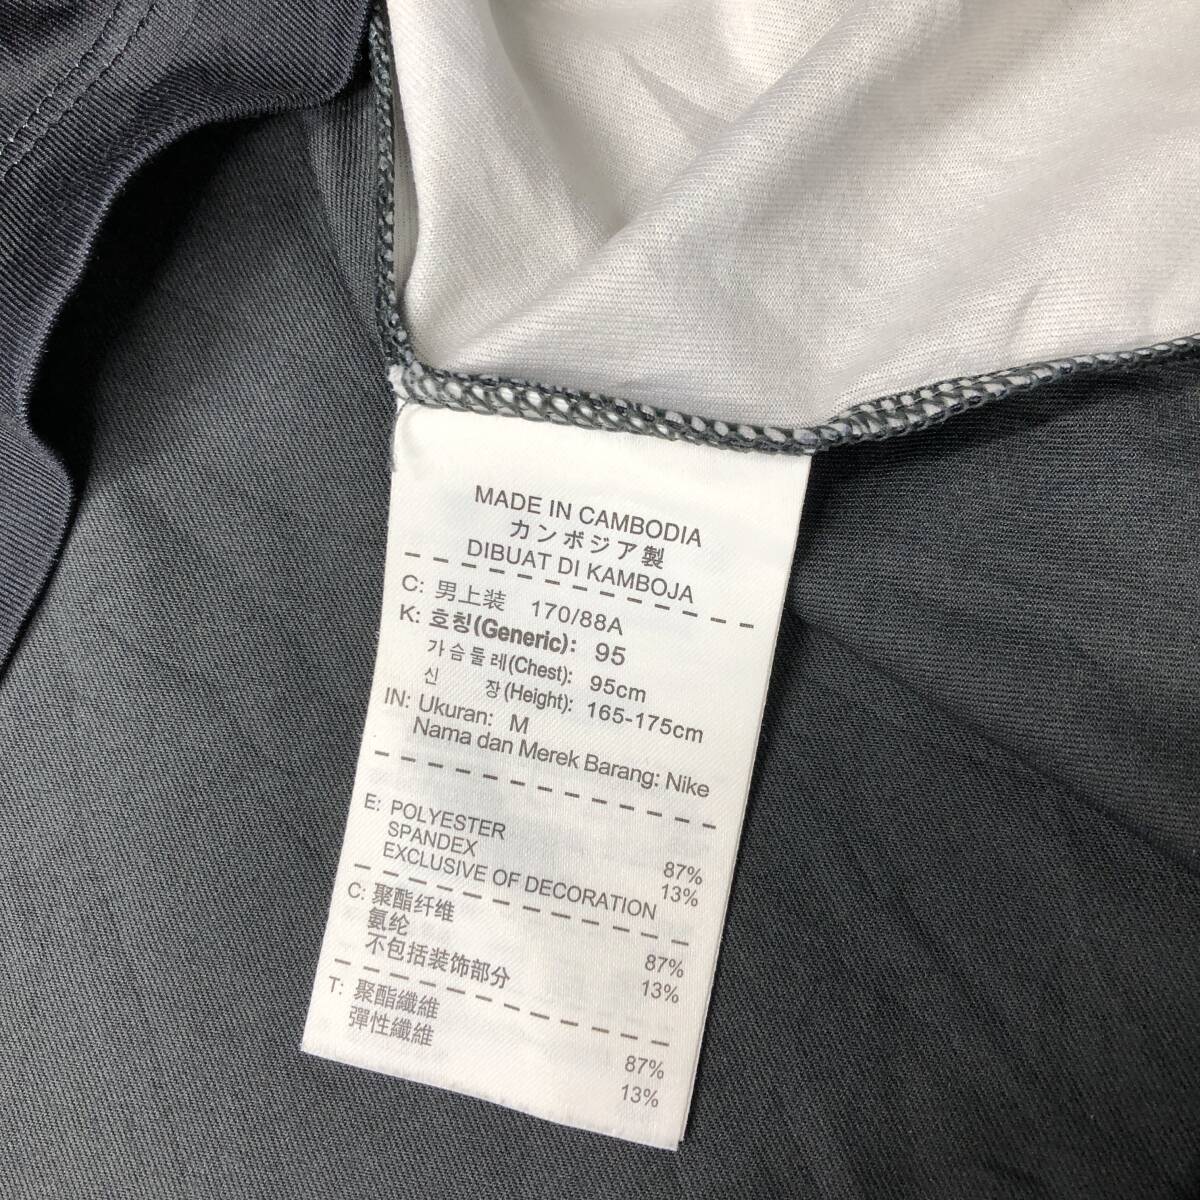 MADE IN CAMBODIA
カンボジア製
DIBUAT DI KAMBOJA
C: 男上装 170/88A
K: 호칭(Generic): 95
가슴둘레(Chest): 95cm
신 장(Height): 165-175cm
IN: Ukuran: M
Nama dan Merek Barang: Nike
E: POLYESTER 87%
SPANDEX 13%
EXCLUSIVE OF DECORATION
C: 聚酯纤维 87%
氨纶 13%
不包括装饰部分
T: 聚酯纖維 87%
彈性纖維 13%